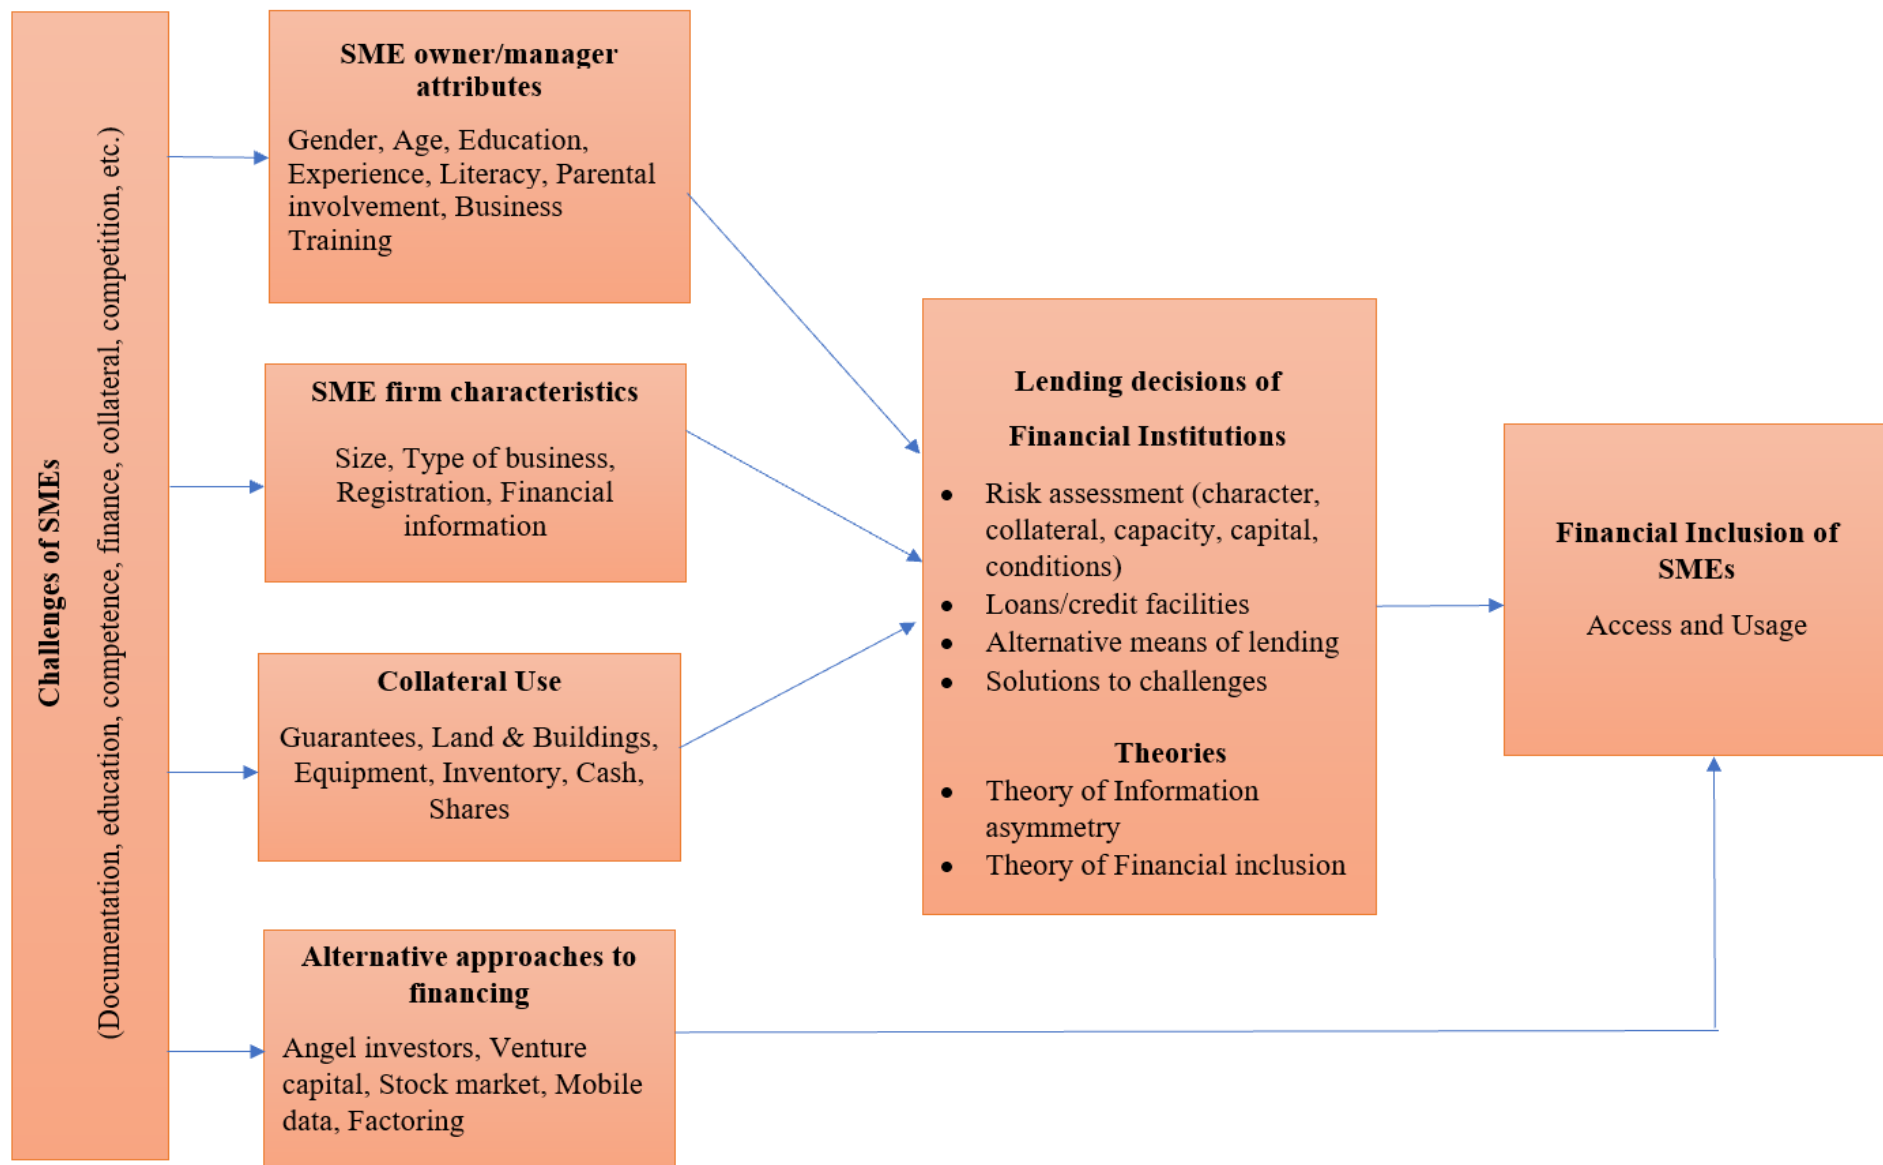 Challenges of SMEs
(Documentation, education, competence, finance, collateral, competition, etc.)
SME owner/manager
attributes
Gender, Age, Education,
Experience, Literacy, Parental
involvement, Business
Training
SME firm characteristics
Size, Type of business,
Registration, Financial
information
Collateral Use
Guarantees, Land & Buildings,
Equipment, Inventory, Cash,
Shares
Alternative approaches to
financing
Angel investors, Venture
capital, Stock market, Mobile
data, Factoring
Lending decisions of
Financial Institutions
● Risk assessment (character,
collateral, capacity, capital,
conditions)
● Loans/credit facilities
● Alternative means of lending
● Solutions to challenges
Theories
● Theory of Information
asymmetry
● Theory of Financial inclusion
Financial Inclusion of
SMEs
Access and Usage